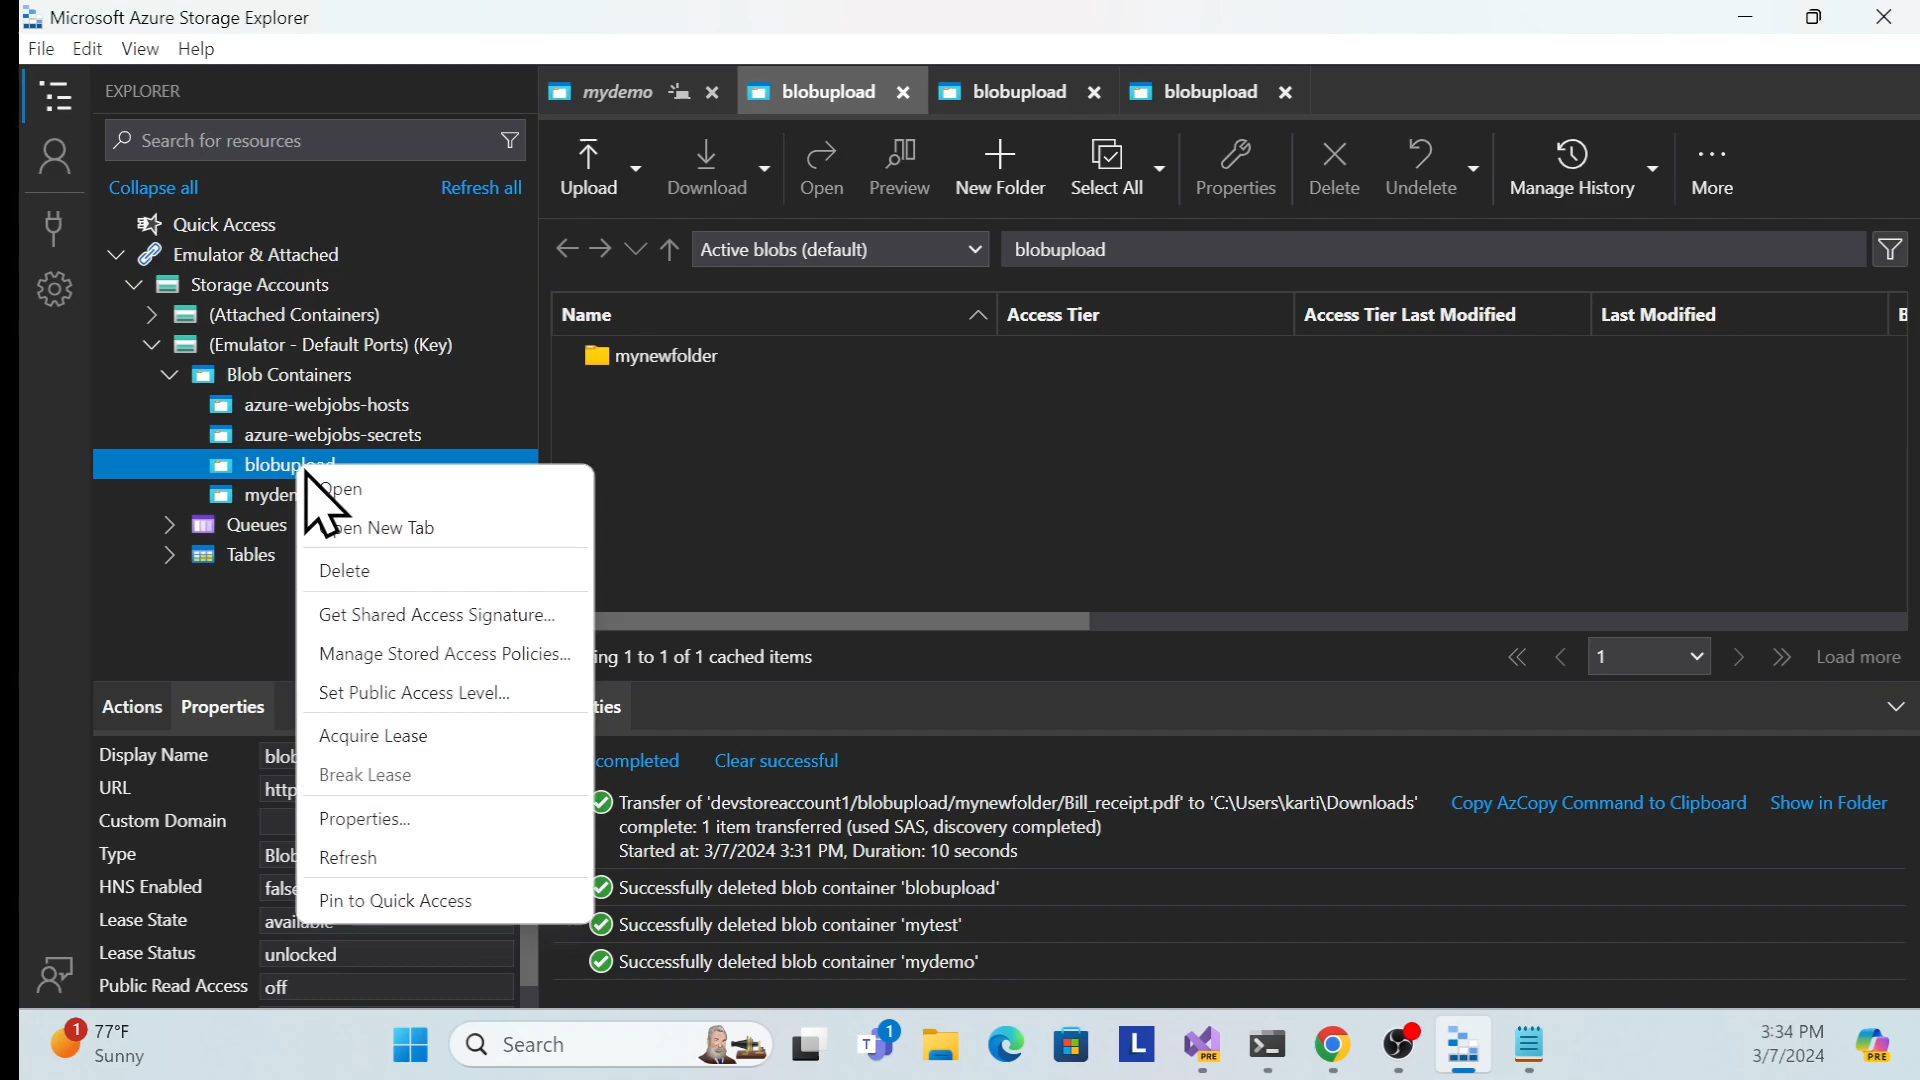 Microsoft Azure Storage Explorer
File Edit View Help
EXPLORER
Search for resources
Collapse all Refresh all
Quick Access
Emulator & Attached
Storage Accounts
(Attached Containers)
(Emulator - Default Ports) (Key)
Blob Containers
azure-webjobs-hosts
azure-webjobs-secrets
blobupload
Queues
Tables
Open
New Tab
Delete
Get Shared Access Signature...
Manage Stored Access Policies...
Set Public Access Level...
Acquire Lease
Break Lease
Properties...
Refresh
Pin to Quick Access
Actions Properties
Display Name
URL
Custom Domain
Type
HNS Enabled
Lease State
Lease Status unlocked
Public Read Access off
mydemo blobupload blobupload blobupload
Upload Download Open Preview New Folder Select All Properties Delete Undelete Manage History More
Active blobs (default) blobupload
Name Access Tier Access Tier Last Modified Last Modified
mynewfolder
1 to 1 of 1 cached items 1 Load more
completed Clear successful
Transfer of 'devstoreaccount1/blobupload/mynewfolder/Bill_receipt.pdf' to 'C:\Users\karti\Downloads' Copy AzCopy Command to Clipboard Show in Folder
complete: 1 item transferred (used SAS, discovery completed)
Started at: 3/7/2024 3:31 PM, Duration: 10 seconds
Successfully deleted blob container 'blobupload'
Successfully deleted blob container 'mytest'
Successfully deleted blob container 'mydemo'
1 77°F
Sunny
Search
1
L
PRE
3:34 PM
3/7/2024
PRE